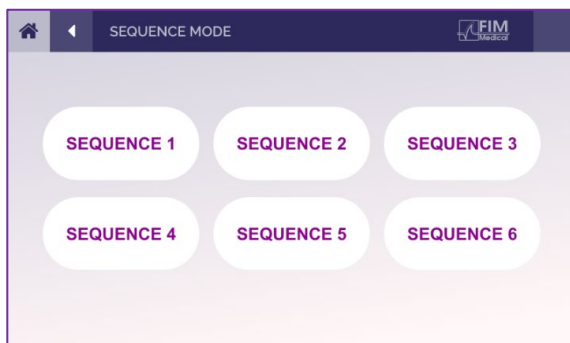 SEQUENCE MODE
FIM
Medical
SEQUENCE 1
SEQUENCE 2
SEQUENCE 3
SEQUENCE 4
SEQUENCE 5
SEQUENCE 6